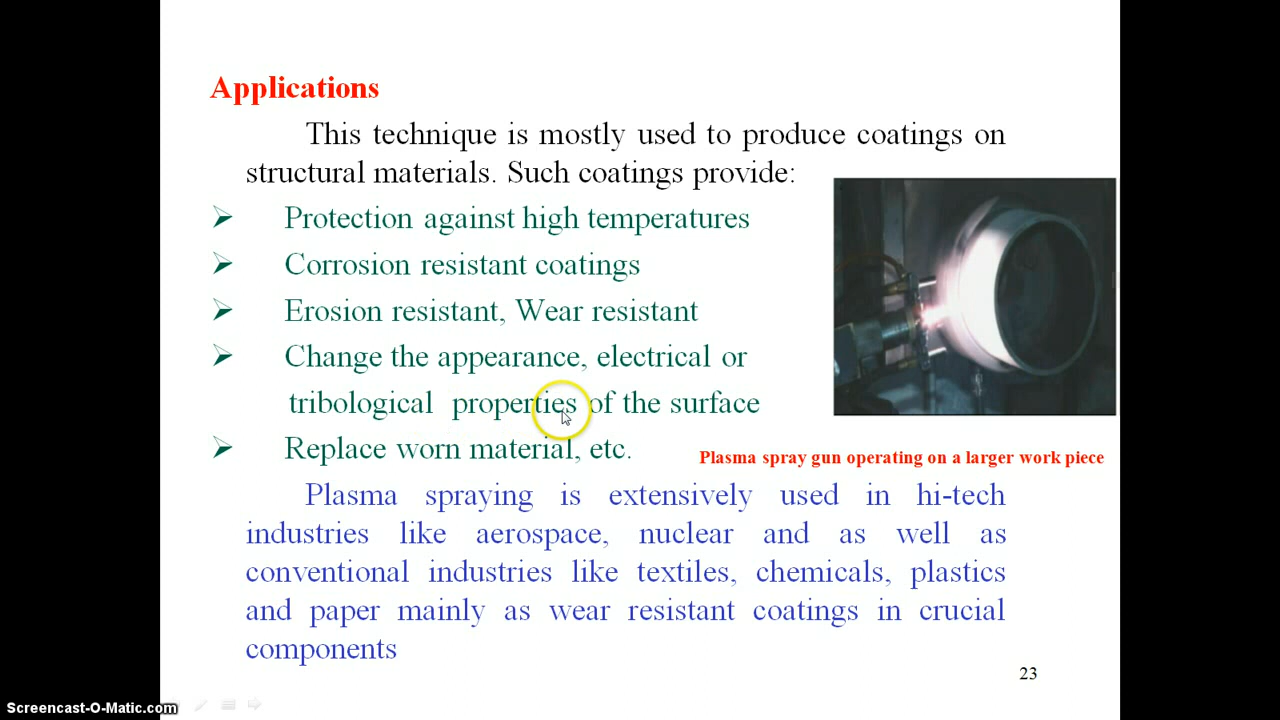 Applications
This technique is mostly used to produce coatings on
structural materials. Such coatings provide:
Protection against high temperatures
Corrosion resistant coatings
Erosion resistant, Wear resistant
Change the appearance, electrical or
tribological properties of the surface
Replace worn material, etc.
Plasma spray gun operating on a larger work piece
Plasma spraying is extensively used in hi-tech
industries like aerospace, nuclear and as well as
conventional industries like textiles, chemicals, plastics
and paper mainly as wear resistant coatings in crucial
components
23
Screencast-O-Matic.com